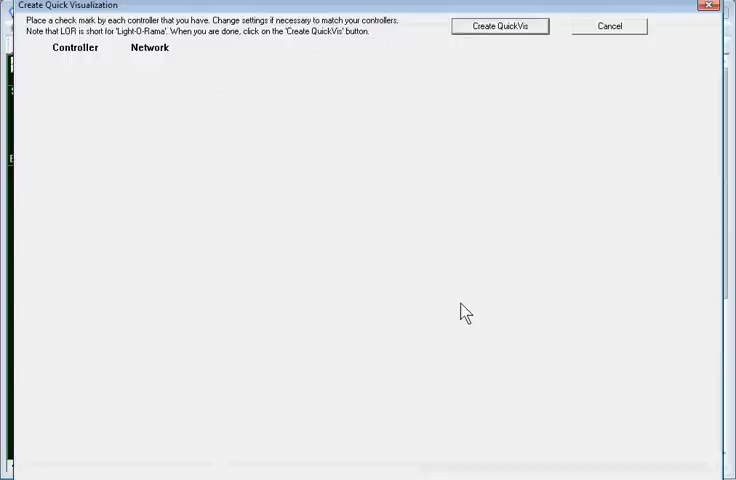 Create Quick Visualization
Place a check mark by each controller that you have. Change settings if necessary to match your controllers.
Note that LOR is short for 'Light-O-Rama'. When you are done, click on the 'Create QuickVis' button.
Create QuickVis
Cancel
Controller
Network